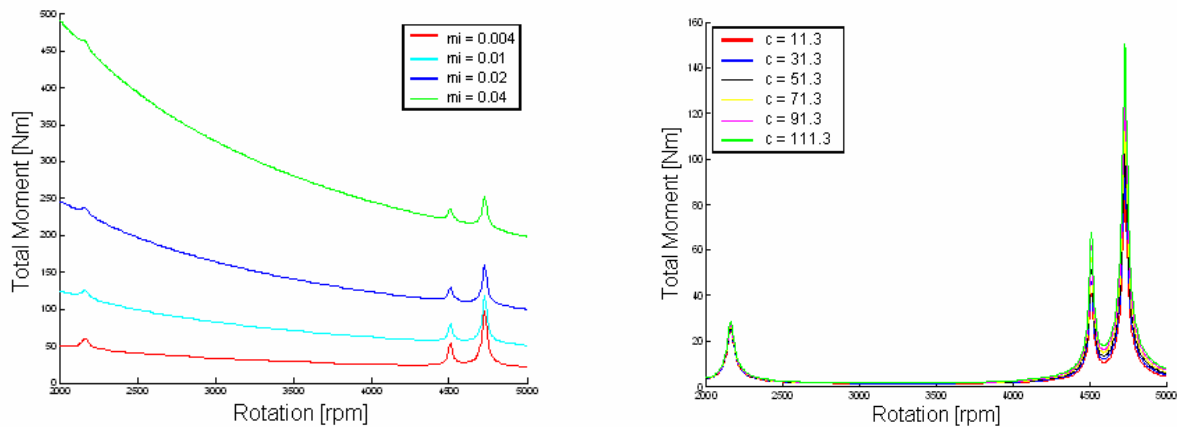 500
450
400
350
300
250
200
150
100
50
0
Total Moment [Nm]
mi = 0.004
mi = 0.01
mi = 0.02
mi = 0.04
2000 2500 3000 3500 4000 4500 5000
Rotation [rpm]
160
140
120
100
80
60
40
20
0
Total Moment [Nm]
c = 11.3
c = 31.3
c = 51.3
c = 71.3
c = 91.3
c = 111.3
2000 2500 3000 3500 4000 4500 5000
Rotation [rpm]